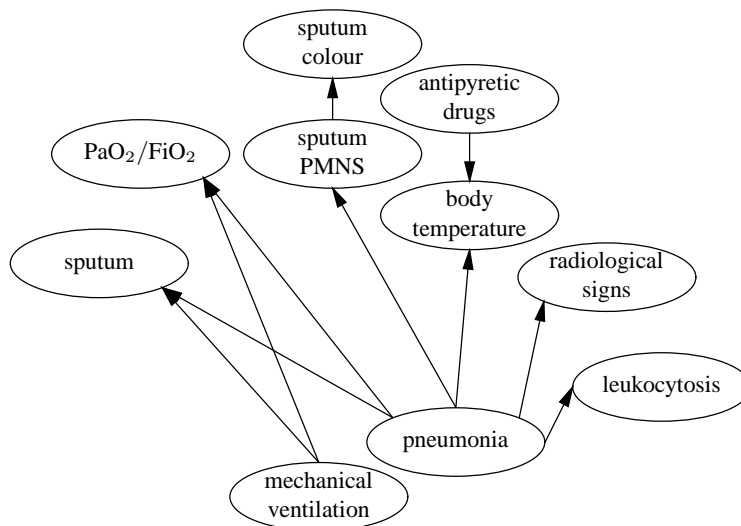 sputum
colour
antipyretic
drugs
PaO₂/FiO₂
sputum
PMNS
body
temperature
sputum
radiological
signs
leukocytosis
pneumonia
mechanical
ventilation